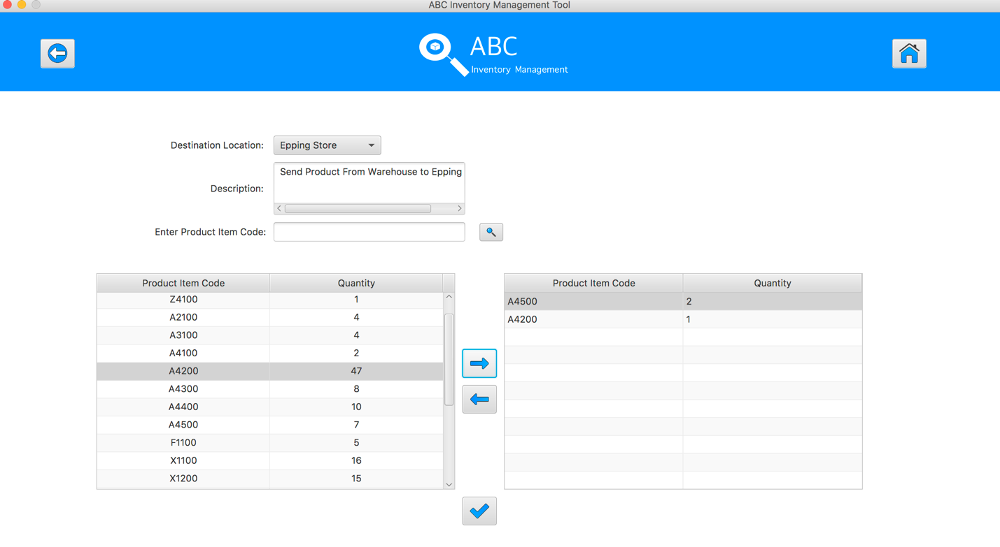 ABC Inventory Management Tool
ABC
Inventory Management
Destination Location: Epping Store
Description: Send Product From Warehouse to Epping
Enter Product Item Code:
Product Item Code Quantity
Z4100 1
A2100 4
A3100 4
A4100 2
A4200 47
A4300 8
A4400 10
A4500 7
F1100 5
X1100 16
X1200 15
Product Item Code Quantity
A4500 2
A4200 1